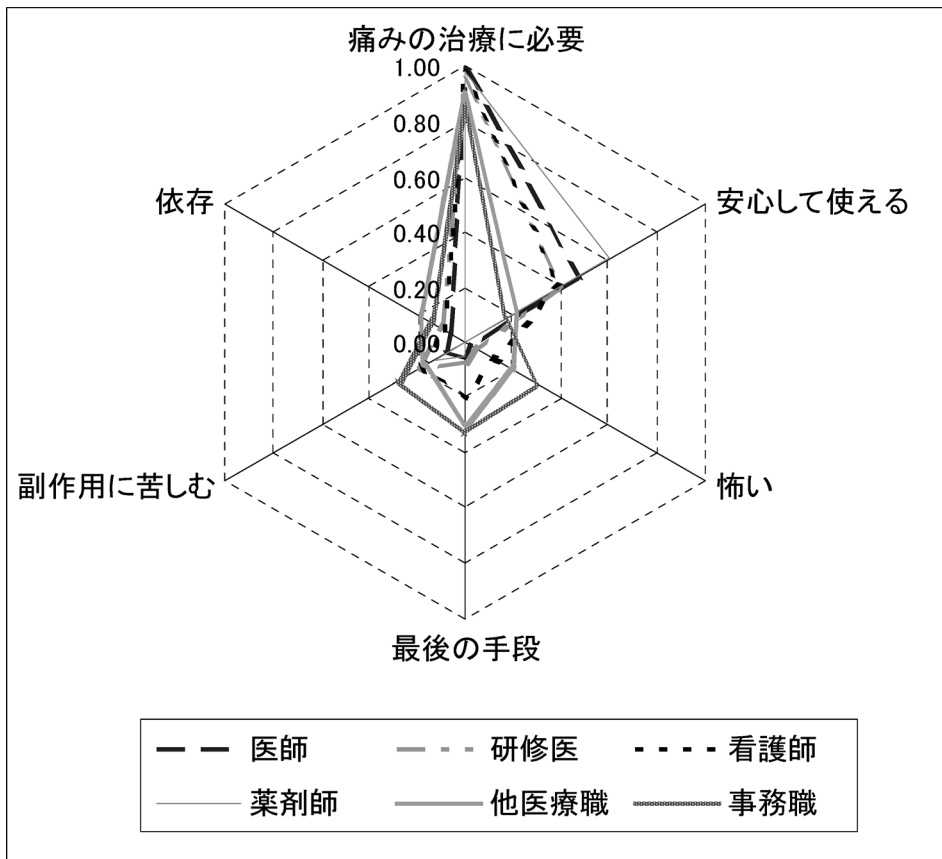 痛みの治療に必要
1.00
0.80
0.60
0.40
0.20
0.00
依存
安心して使える
副作用に苦しむ
怖い
最後の手段
医師
研修医
看護師
薬剤師
他医療職
事務職